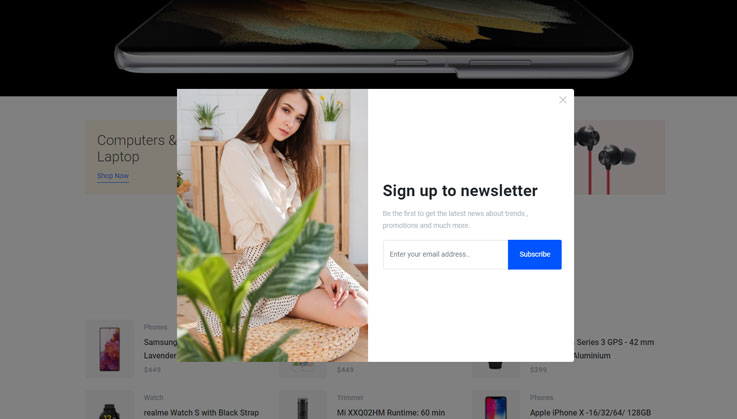 Computers &
Laptop
Shop Now
Sign up to newsletter
Be the first to get the latest news about trends ,
promotions and much more.
Enter your email address..
Subscribe
Phones
Samsung
Lavender
$449
$449
Series 3 GPS - 42 mm
Aluminium
$399
Watch
realme Watch S with Black Strap
Trimmer
Mi XXQ02HM Runtime: 60 min
Phones
Apple iPhone X -16/32/64/ 128GB